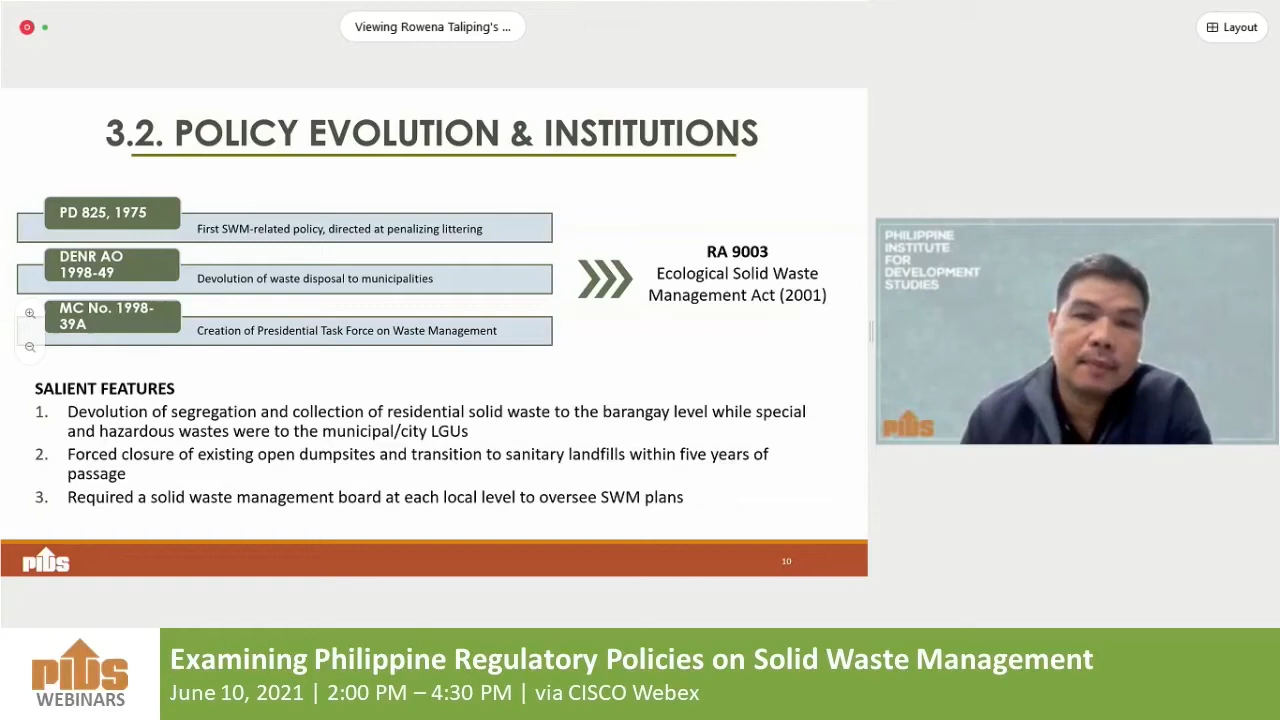 Viewing Rowena Taliping's ...
Layout
3.2. POLICY EVOLUTION & INSTITUTIONS
PD 825, 1975
First SWM-related policy, directed at penalizing littering
DENR AO
1998-49
Devolution of waste disposal to municipalities
MC No. 1998-
39A
Creation of Presidential Task Force on Waste Management
RA 9003
Ecological Solid Waste
Management Act (2001)
SALIENT FEATURES
1. Devolution of segregation and collection of residential solid waste to the barangay level while special
and hazardous wastes were to the municipal/city LGUs
2. Forced closure of existing open dumpsites and transition to sanitary landfills within five years of
passage
3. Required a solid waste management board at each local level to oversee SWM plans
PIDS
10
PHILIPPINE
INSTITUTE
FOR
DEVELOPMENT
STUDIES
PIDS
PIDS
WEBINARS
Examining Philippine Regulatory Policies on Solid Waste Management
June 10, 2021 | 2:00 PM – 4:30 PM | via CISCO Webex